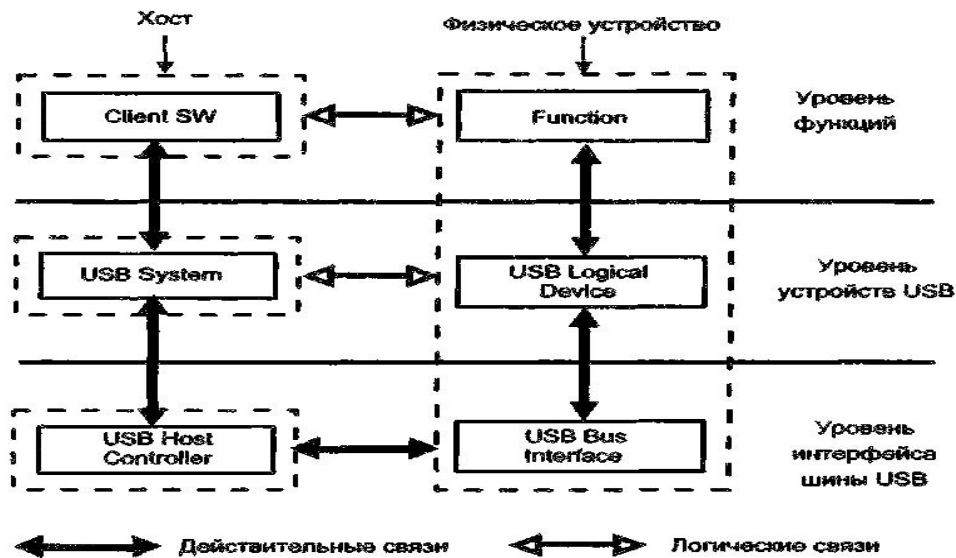 Хост
Физическое устройство
Client SW
Function
Уровень
функций
USB System
USB Logical
Device
Уровень
устройств USB
USB Host
Controller
USB Bus
Interface
Уровень
интерфейса
шины USB
Действительные связи
Логические связи